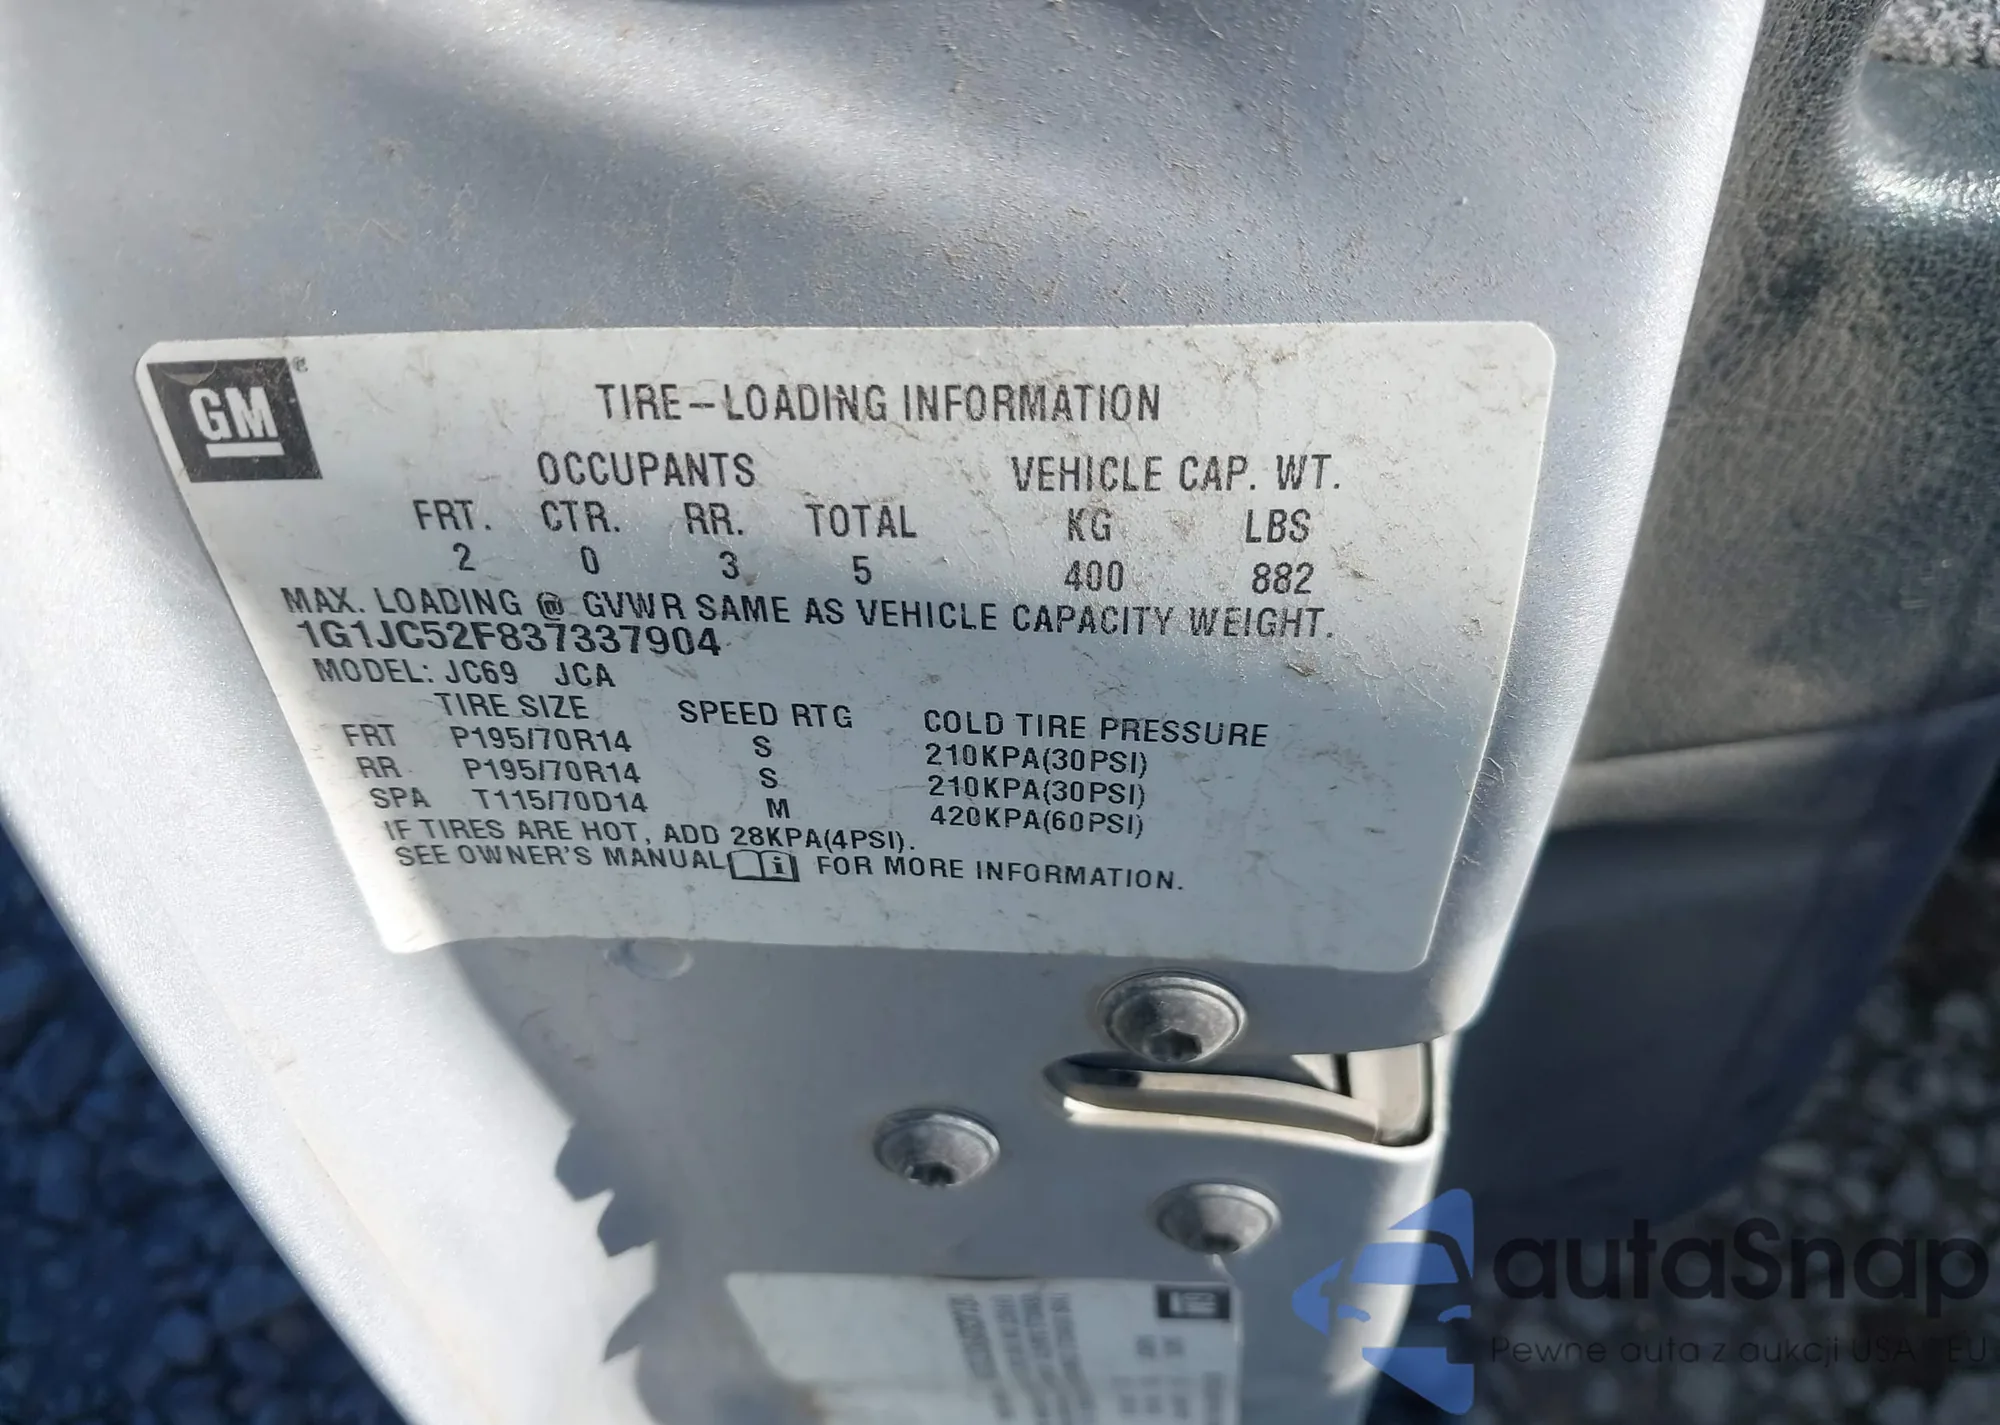 GM ®
TIRE-LOADING INFORMATION
OCCUPANTS VEHICLE CAP. WT.
FRT. CTR. RR. TOTAL KG LBS
2 0 3 5 400 882
MAX. LOADING @ GVWR SAME AS VEHICLE CAPACITY WEIGHT.
1G1JC52F837337904
MODEL: JC69 JCA
TIRE SIZE SPEED RTG COLD TIRE PRESSURE
FRT P195/70R14 S 210KPA(30PSI)
RR P195/70R14 S 210KPA(30PSI)
SPA T115/70D14 M 420KPA(60PSI)
IF TIRES ARE HOT, ADD 28KPA(4PSI).
SEE OWNER'S MANUAL i FOR MORE INFORMATION.
GM
autaSnap
Pewne auta z aukcji USA EU